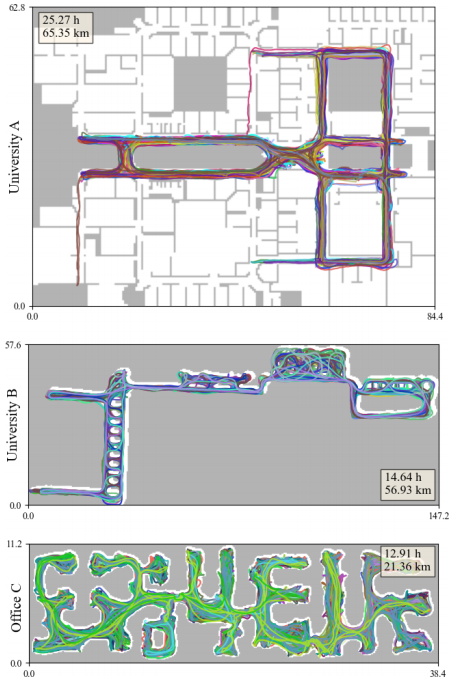 62.8
25.27 h
65.35 km
University A
0.0
0.0
84.4
57.6
University B
14.64 h
56.93 km
0.0
0.0
147.2
11.2
12.91 h
21.36 km
Office C
0.0
0.0
38.4